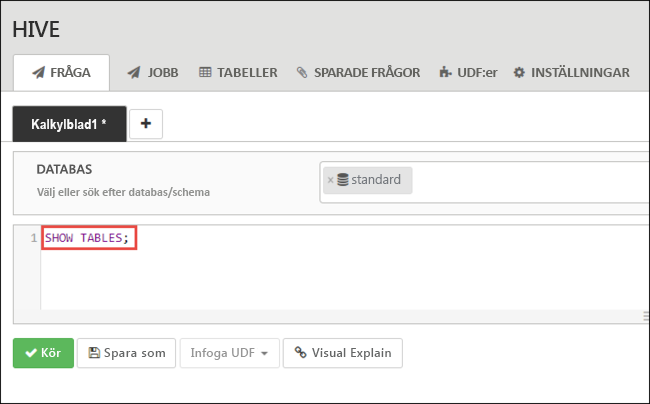 HIVE
FRÅGA JOBB TABELLER SPARADE FRÅGOR UDF:er INSTÄLLNINGAR
Kalkylblad1 * +
DATABAS
Välj eller sök efter databas/schema
× standard
1 SHOW TABLES;
Kör Spara som Infoga UDF Visual Explain